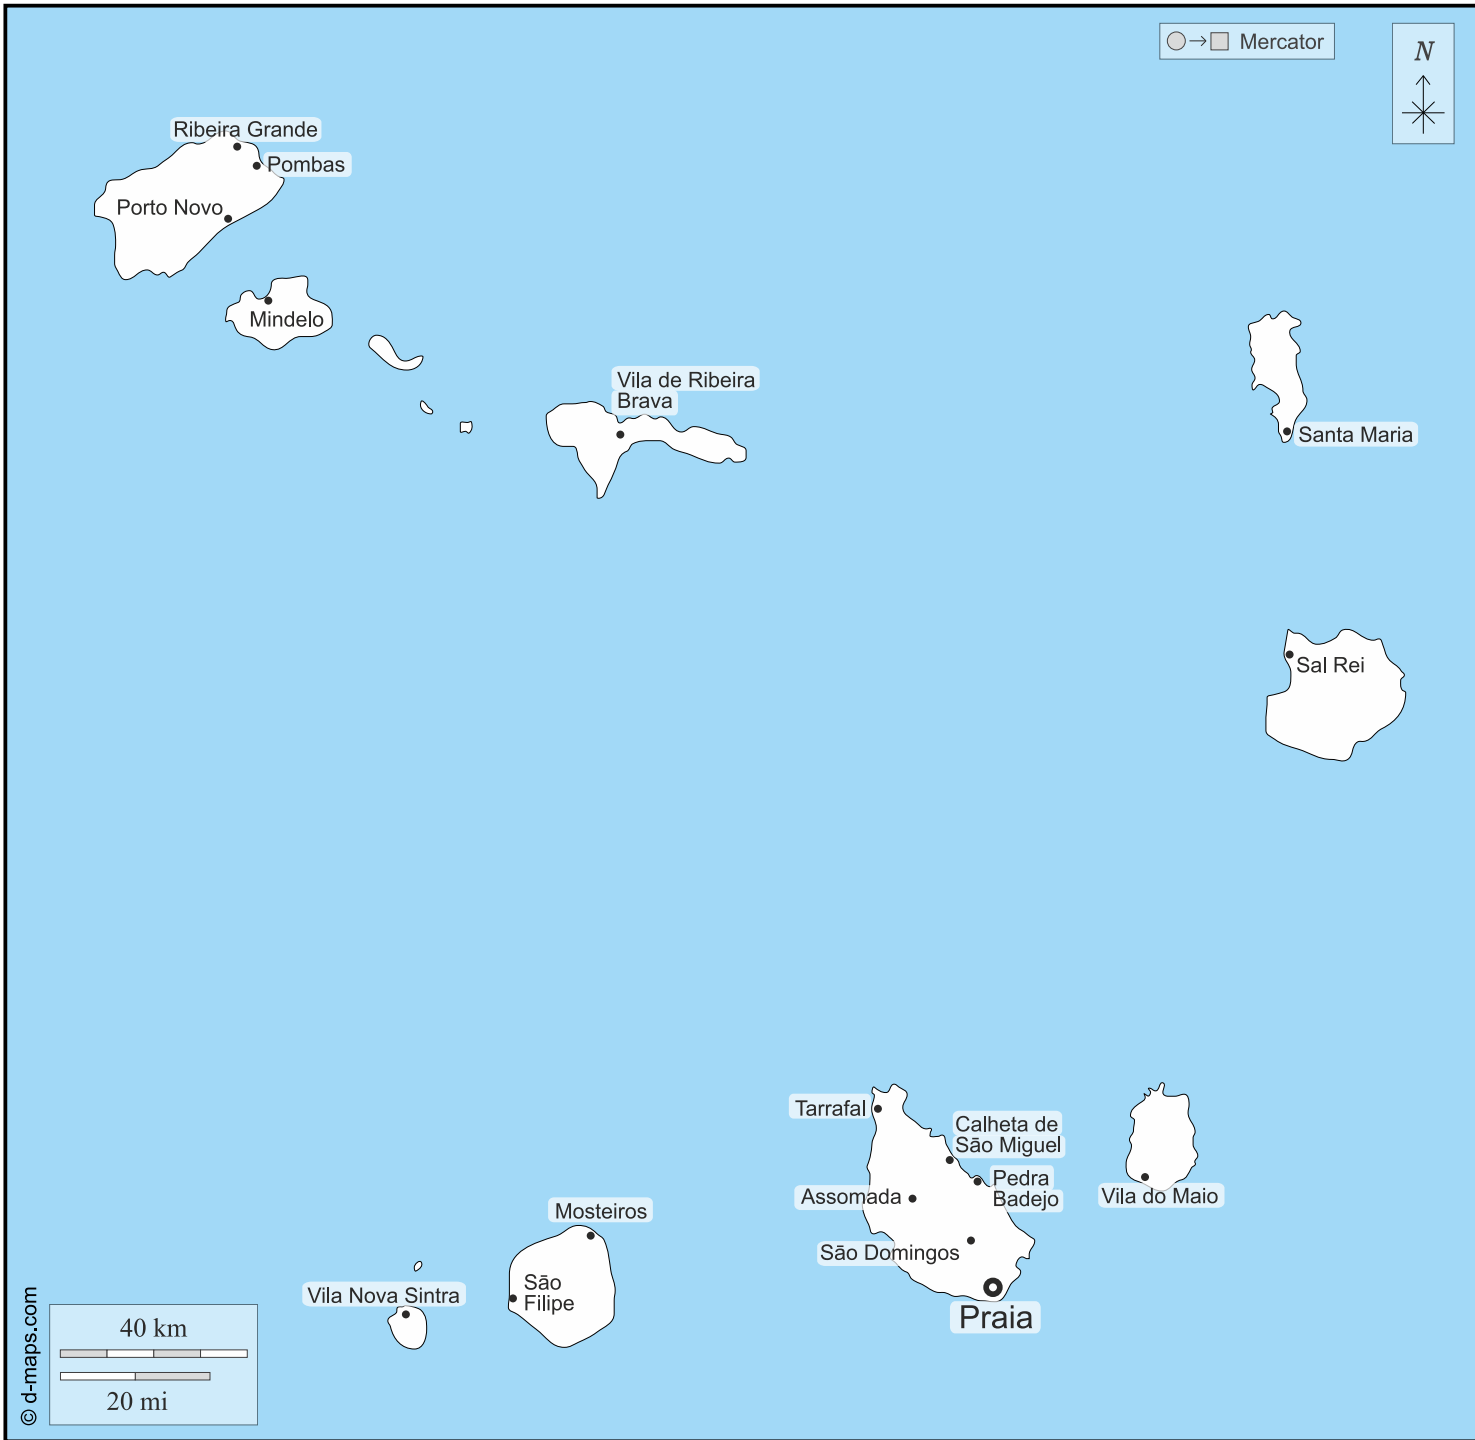 Mercator
N
Ribeira Grande
Pombas
Porto Novo
Mindelo
Vila de Ribeira
Brava
Santa Maria
Sal Rei
Tarrafal
Calheta de
São Miguel
Pedra
Badejo
Assomada
Vila do Maio
Mosteiros
São Domingos
São
Filipe
Vila Nova Sintra
Praia
40 km
20 mi
© d-maps.com